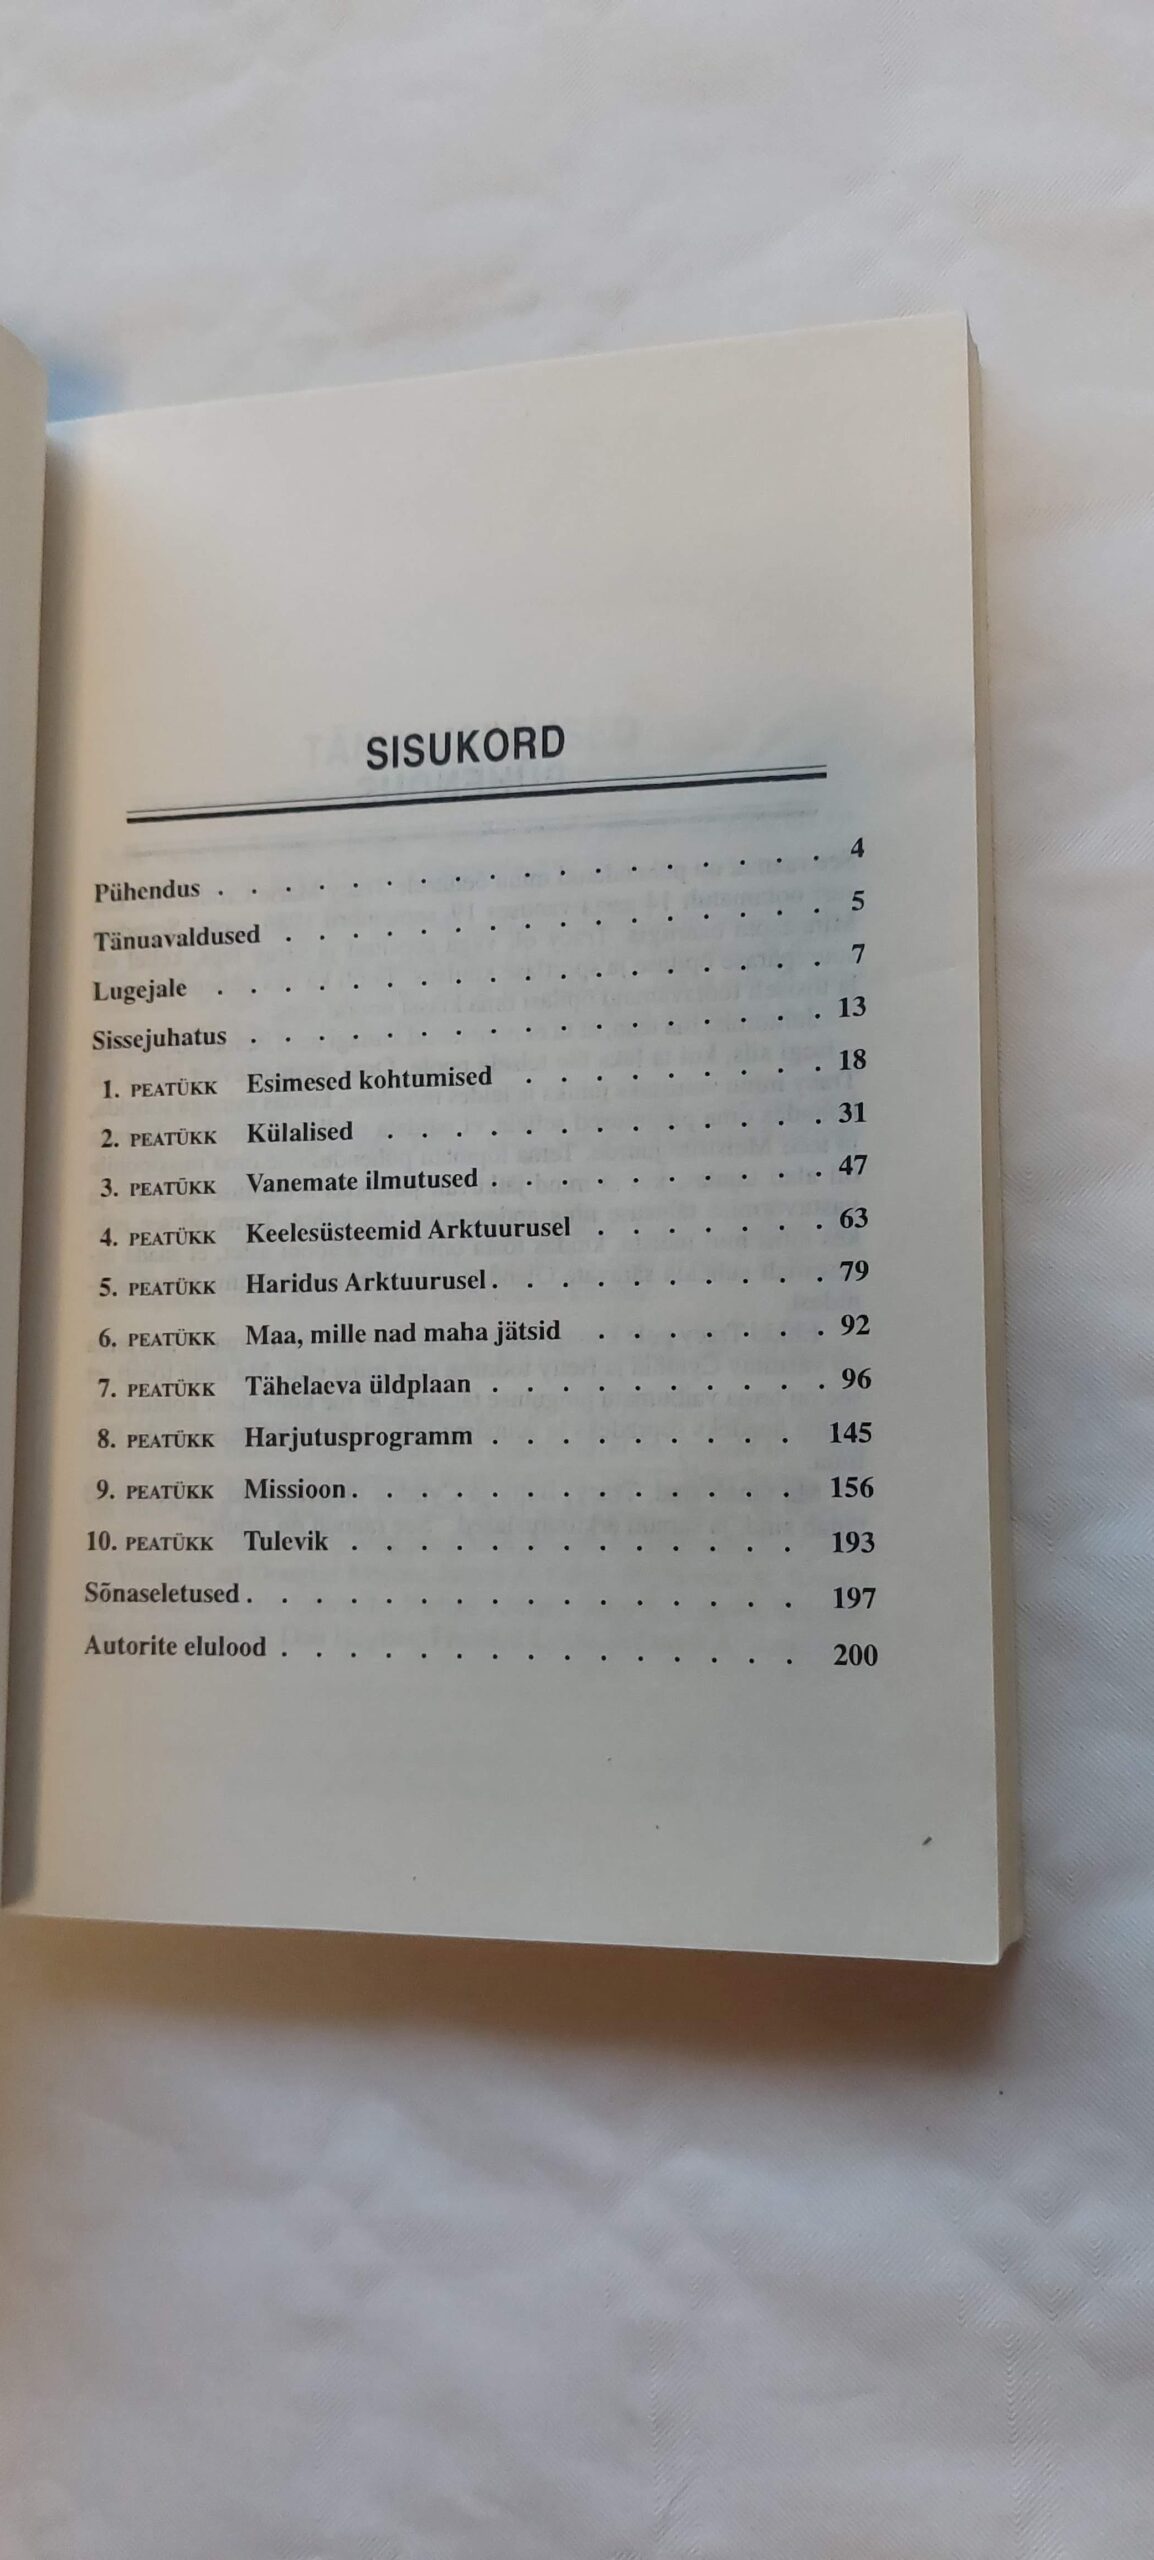 SISUKORD
Pühendus . . . . . . . . . . . . . . . . . . 4
Tänuavaldused . . . . . . . . . . . . . . . . 5
Lugejale . . . . . . . . . . . . . . . . . . 7
Sissejuhatus . . . . . . . . . . . . . . . . . 13
1. PEATÜKK Esimesed kohtumised . . . . . . . . . 18
2. PEATÜKK Külalised . . . . . . . . . . . . . 31
3. PEATÜKK Vanemate ilmutused . . . . . . . . . . 47
4. PEATÜKK Keelesüsteemid Arktuurusel . . . . . . . 63
5. PEATÜKK Haridus Arktuurusel . . . . . . . . . . 79
6. PEATÜKK Maa, mille nad maha jätsid . . . . . . . 92
7. PEATÜKK Tähelaeva üldplaan . . . . . . . . . . 96
8. PEATÜKK Harjutusprogramm . . . . . . . . . 145
9. PEATÜKK Missioon . . . . . . . . . . . . . 156
10. PEATÜKK Tulevik . . . . . . . . . . . . . 193
Sõnaseletused . . . . . . . . . . . . . . . . 197
Autorite elulood . . . . . . . . . . . . . . . 200